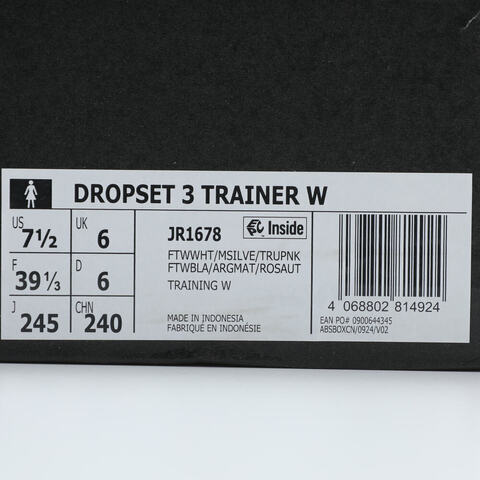 DROPSET 3 TRAINER W
US 7½ UK 6
F 39⅓ D 6
J 245 CHN 240
JR1678 Inside
FTWWHT/MSILVE/TRUPNK
FTWBLA/ARGMAT/ROSAUT
TRAINING W
MADE IN INDONESIA
FABRIQUÉ EN INDONÉSIE
4 068802 814924
EAN PO# 0900644345
ABSBOXCN/0924/V02